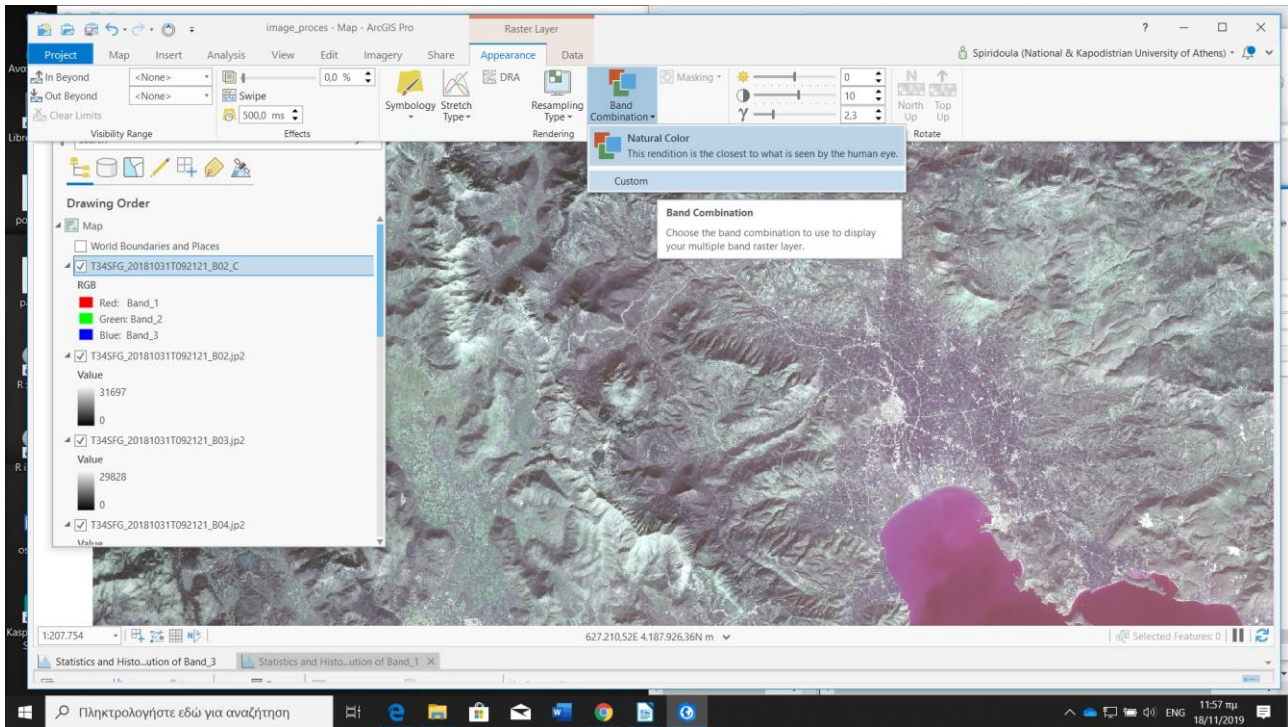 image_proces - Map - ArcGIS Pro
Raster Layer
?
Project Map Insert Analysis View Edit Imagery Share Appearance Data
Spiridoula (National & Kapodistrian University of Athens)
In Beyond <None>
Out Beyond <None>
Clear Limits
Visibility Range
0,0 %
Swipe
500,0 ms
Effects
Symbology
Stretch
Type
DRA
Resampling
Type
Band
Combination
Masking
Rendering
0
10
γ 2,3
N
North
Up
Top
Up
Rotate
Natural Color
This rendition is the closest to what is seen by the human eye.
Custom
Band Combination
Choose the band combination to use to display
your multiple band raster layer.
Drawing Order
Map
World Boundaries and Places
T34SFG_20181031T092121_B02_C
RGB
Red: Band_1
Green: Band_2
Blue: Band_3
T34SFG_20181031T092121_B02.jp2
Value
31697
0
T34SFG_20181031T092121_B03.jp2
Value
29828
0
T34SFG_20181031T092121_B04.jp2
Value
1:207.754
627.210,52E 4.187.926,36N m
Selected Features: 0
Statistics and Histo...ution of Band_3
Statistics and Histo...ution of Band_1
Πληκτρολογήστε εδώ για αναζήτηση
ENG
11:57 πμ
18/11/2019